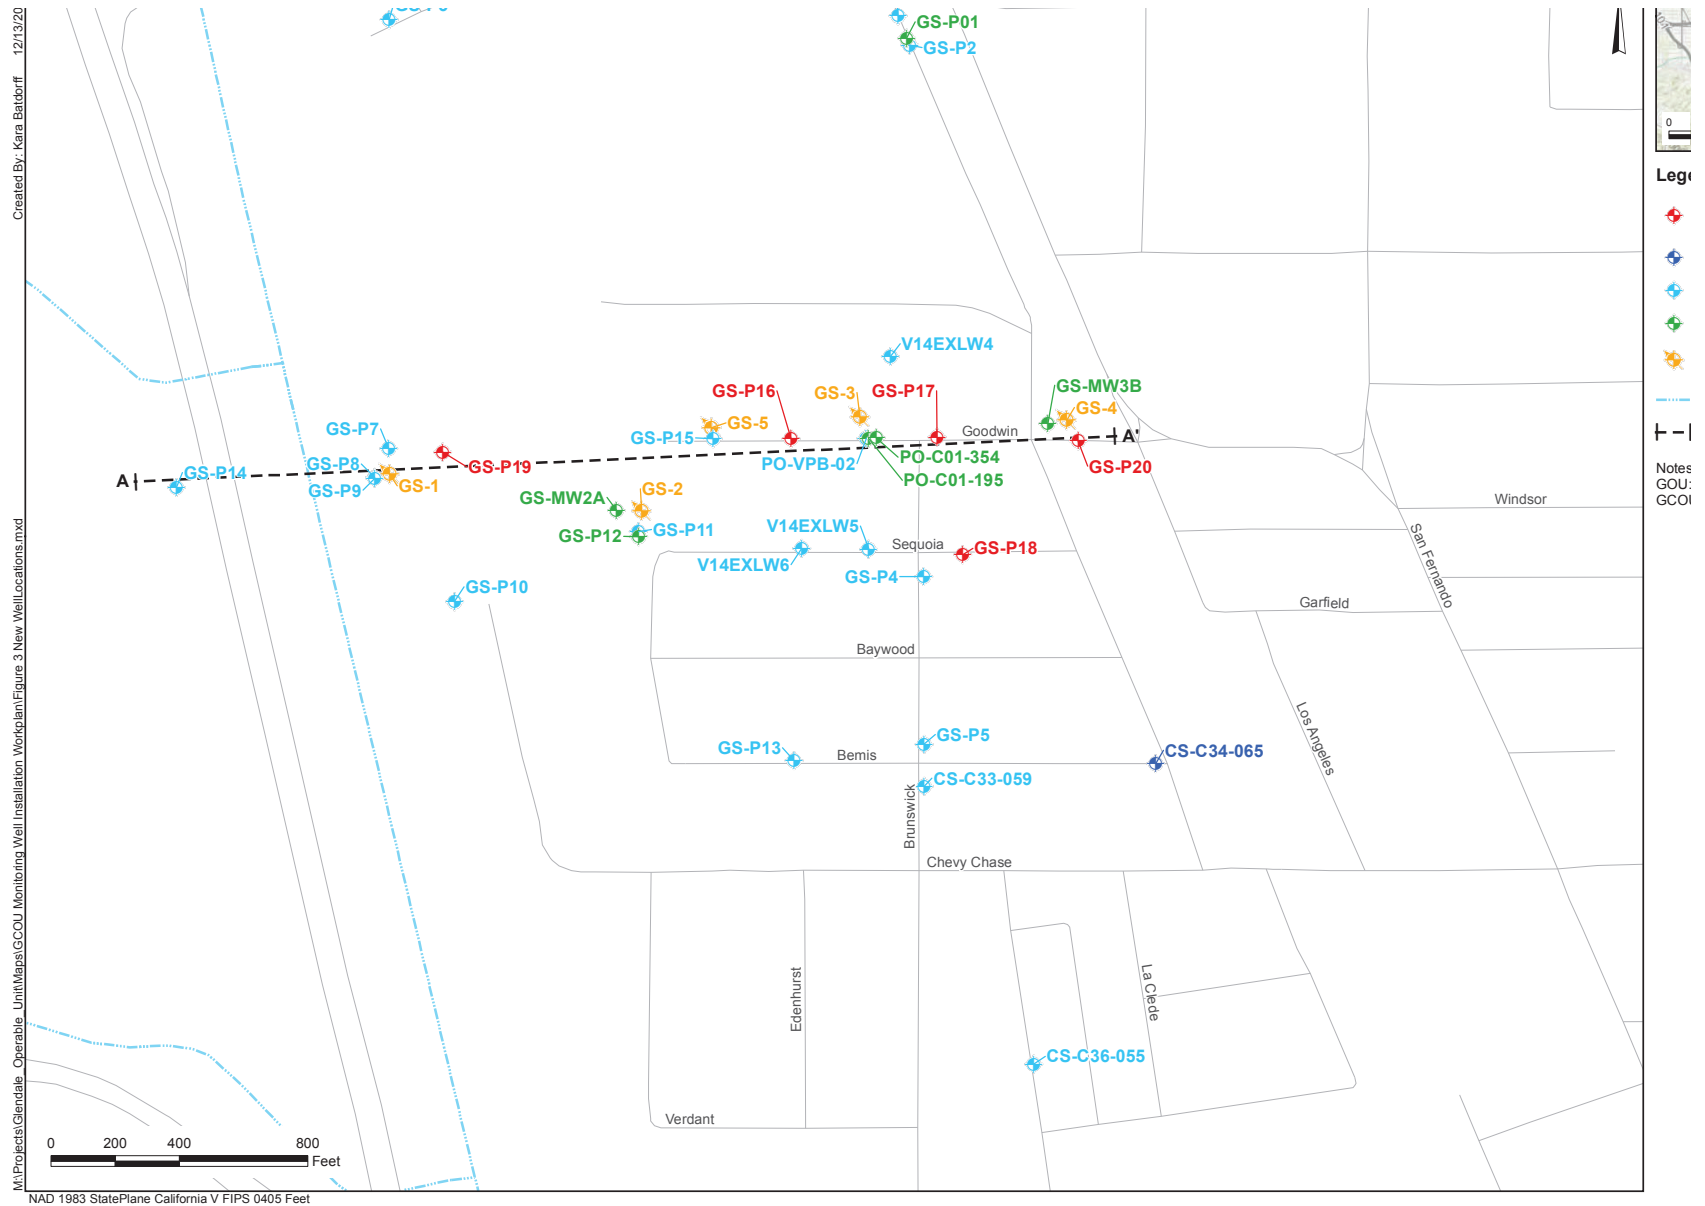 Created By: Kara Batdorff 12/13/20
M:\Projects\Glendale_Operable_Unit\Maps\GCOU Monitoring Well Installation Workplan\Figure 3 New WellLocations.mxd
GS-P01
GS-P2
0
Lege
V14EXLW4
GS-P16
GS-3
GS-P17
GS-MW3B
GS-4
GS-5
GS-P7
GS-P15
Goodwin
A'
GS-P8
GS-P19
PO-VPB-02
PO-C01-354
GS-P20
A
GS-P14
GS-P9
GS-1
PO-C01-195
Notes
GOU:
GCOU
GS-MW2A
GS-2
Windsor
GS-P12
GS-P11
V14EXLW5
Sequoia
GS-P18
V14EXLW6
GS-P4
San Fernando
GS-P10
Garfield
Baywood
Los Angeles
GS-P13
GS-P5
Bemis
CS-C34-065
CS-C33-059
Brunswick
Chevy Chase
Edenhurst
La Clede
CS-C36-055
Verdant
0 200 400 800
Feet
NAD 1983 StatePlane California V FIPS 0405 Feet